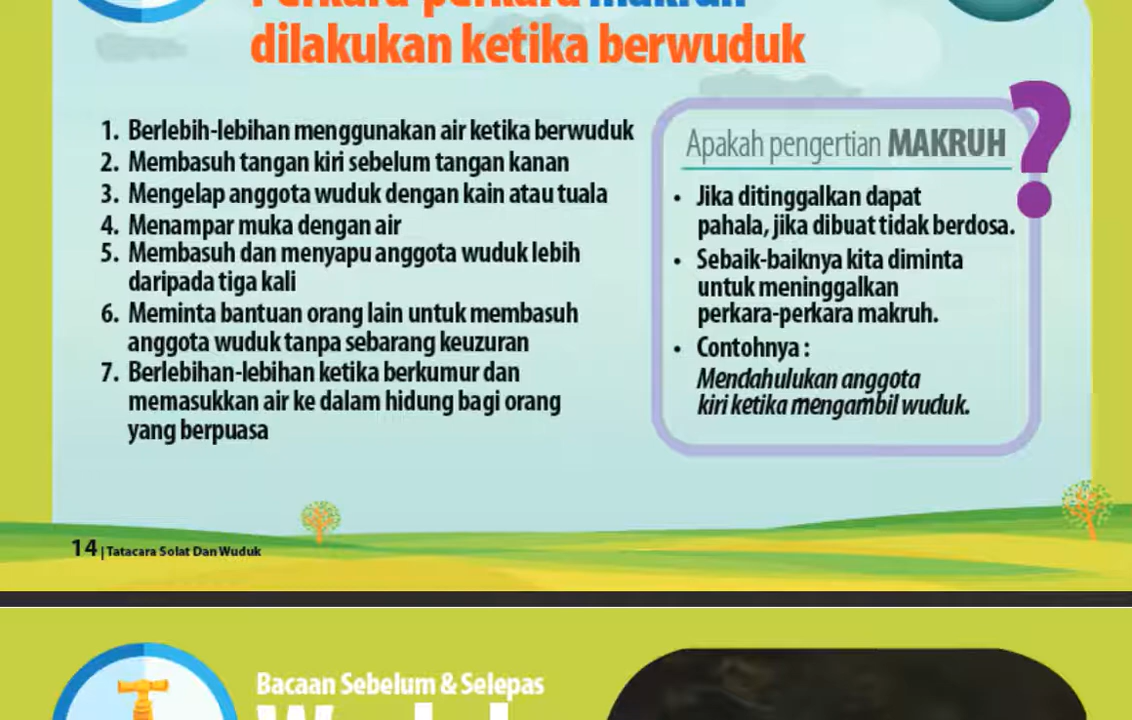 Perkara-perkara makruh
dilakukan ketika berwuduk
1. Berlebih-lebihan menggunakan air ketika berwuduk
2. Membasuh tangan kiri sebelum tangan kanan
3. Mengelap anggota wuduk dengan kain atau tuala
4. Menampar muka dengan air
5. Membasuh dan menyapu anggota wuduk lebih
daripada tiga kali
6. Meminta bantuan orang lain untuk membasuh
anggota wuduk tanpa sebarang keuzuran
7. Berlebihan-lebihan ketika berkumur dan
memasukkan air ke dalam hidung bagi orang
yang berpuasa
Apakah pengertian MAKRUH ?
• Jika ditinggalkan dapat
pahala, jika dibuat tidak berdosa.
• Sebaik-baiknya kita diminta
untuk meninggalkan
perkara-perkara makruh.
• Contohnya :
Mendahulukan anggota
kiri ketika mengambil wuduk.
14 | Tatacara Solat Dan Wuduk
Bacaan Sebelum & Selepas